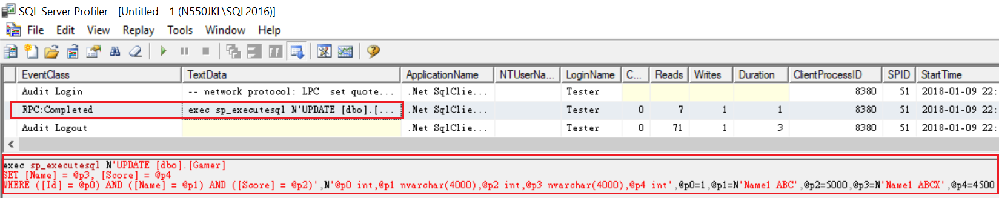 SQL Server Profiler - [Untitled - 1 (N550JKL\SQL2016)]
File Edit View Replay Tools Window Help
EventClass TextData ApplicationName NTUserNa... LoginName C... Reads Writes Duration ClientProcessID SPID StartTime
Audit Login -- network protocol: LPC set quote... .Net SqlClie... Tester 8380 51 2018-01-09 22:
RPC:Completed exec sp_executesql N'UPDATE [dbo].[... .Net SqlClie... Tester 0 7 1 1 8380 51 2018-01-09 22:
Audit Logout .Net SqlClie... Tester 0 71 1 3 8380 51 2018-01-09 22:
exec sp_executesql N'UPDATE [dbo].[Gamer]
SET [Name] = @p3, [Score] = @p4
WHERE ([Id] = @p0) AND ([Name] = @p1) AND ([Score] = @p2)',N'@p0 int,@p1 nvarchar(4000),@p2 int,@p3 nvarchar(4000),@p4 int',@p0=1,@p1=N'Name1 ABC',@p2=5000,@p3=N'Name1 ABCX',@p4=4500